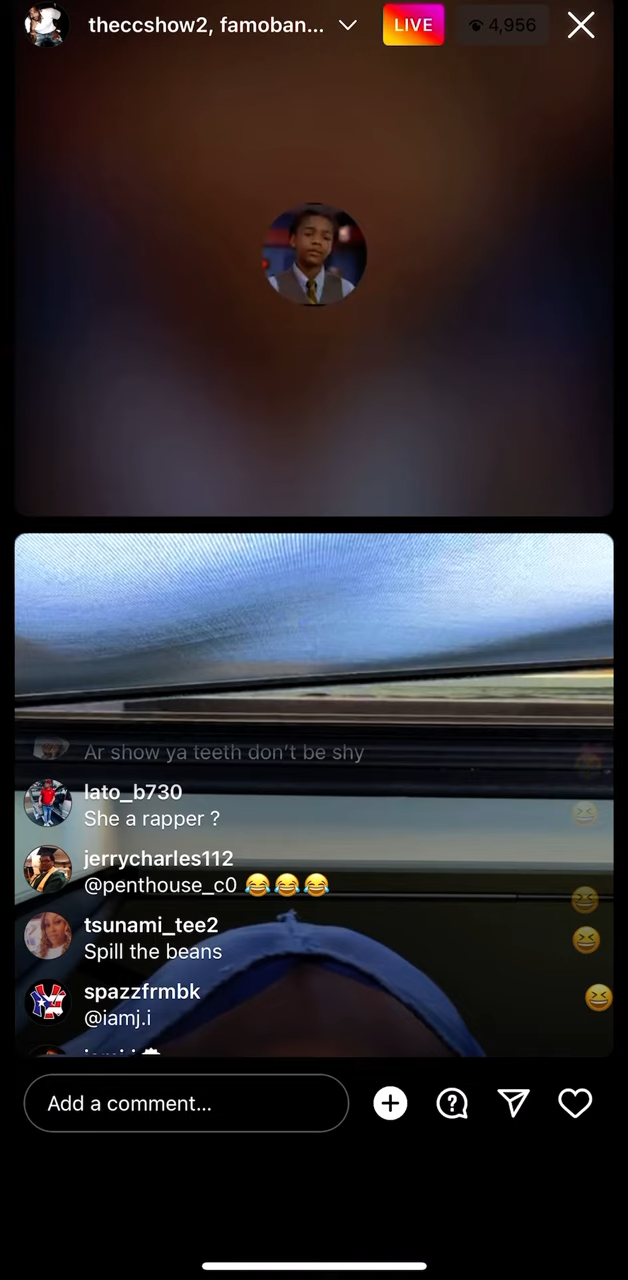 theccshow2, famoban...
LIVE
4,956
Ar show ya teeth don't be shy
lato_b730
She a rapper ?
jerrycharles112
@penthouse_c0 😂😂😂
tsunami_tee2
Spill the beans
spazzfrmbk
@iamj.i
Add a comment...